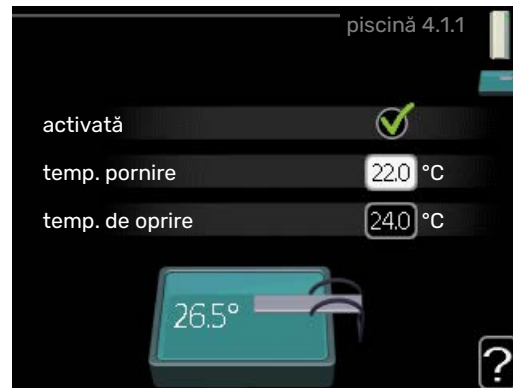 piscină 4.1.1
activată
temp. pornire 22.0 °C
temp. de oprire 24.0 °C
26.5°
?